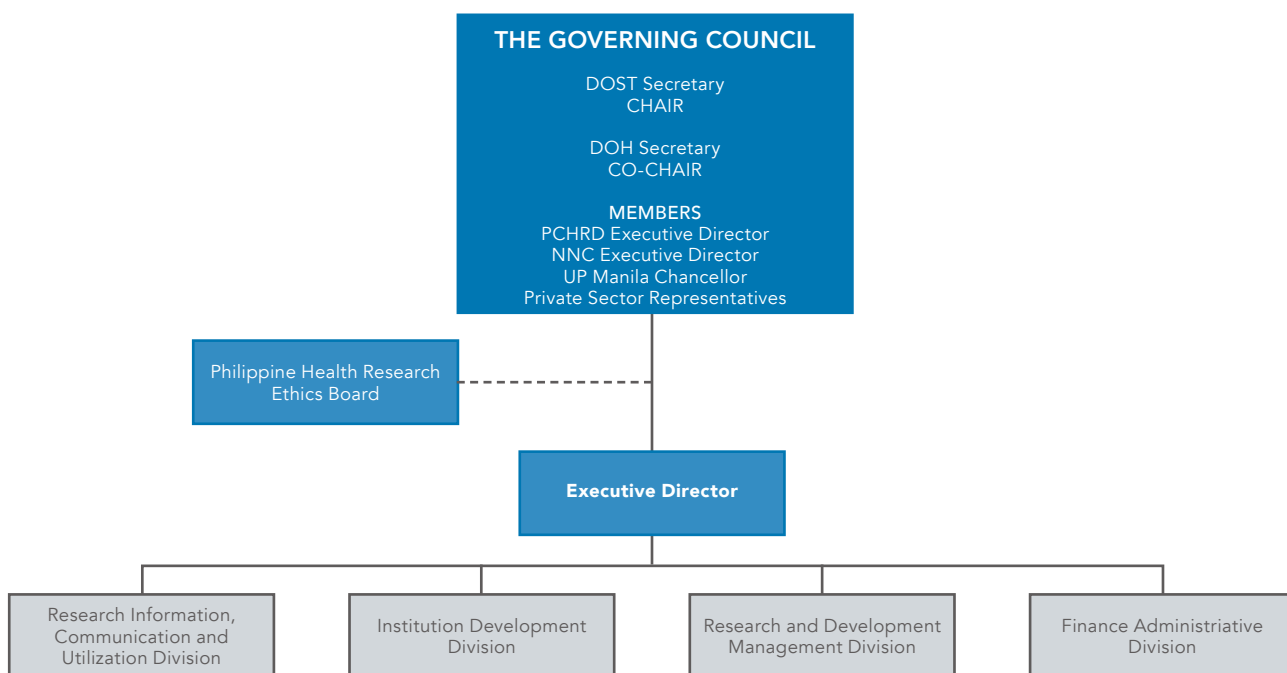 THE GOVERNING COUNCIL
DOST Secretary
CHAIR
DOH Secretary
CO-CHAIR
MEMBERS
PCHRD Executive Director
NNC Executive Director
UP Manila Chancellor
Private Sector Representatives
Philippine Health Research
Ethics Board
Executive Director
Research Information,
Communication and
Utilization Division
Institution Development
Division
Research and Development
Management Division
Finance Administriative
Division